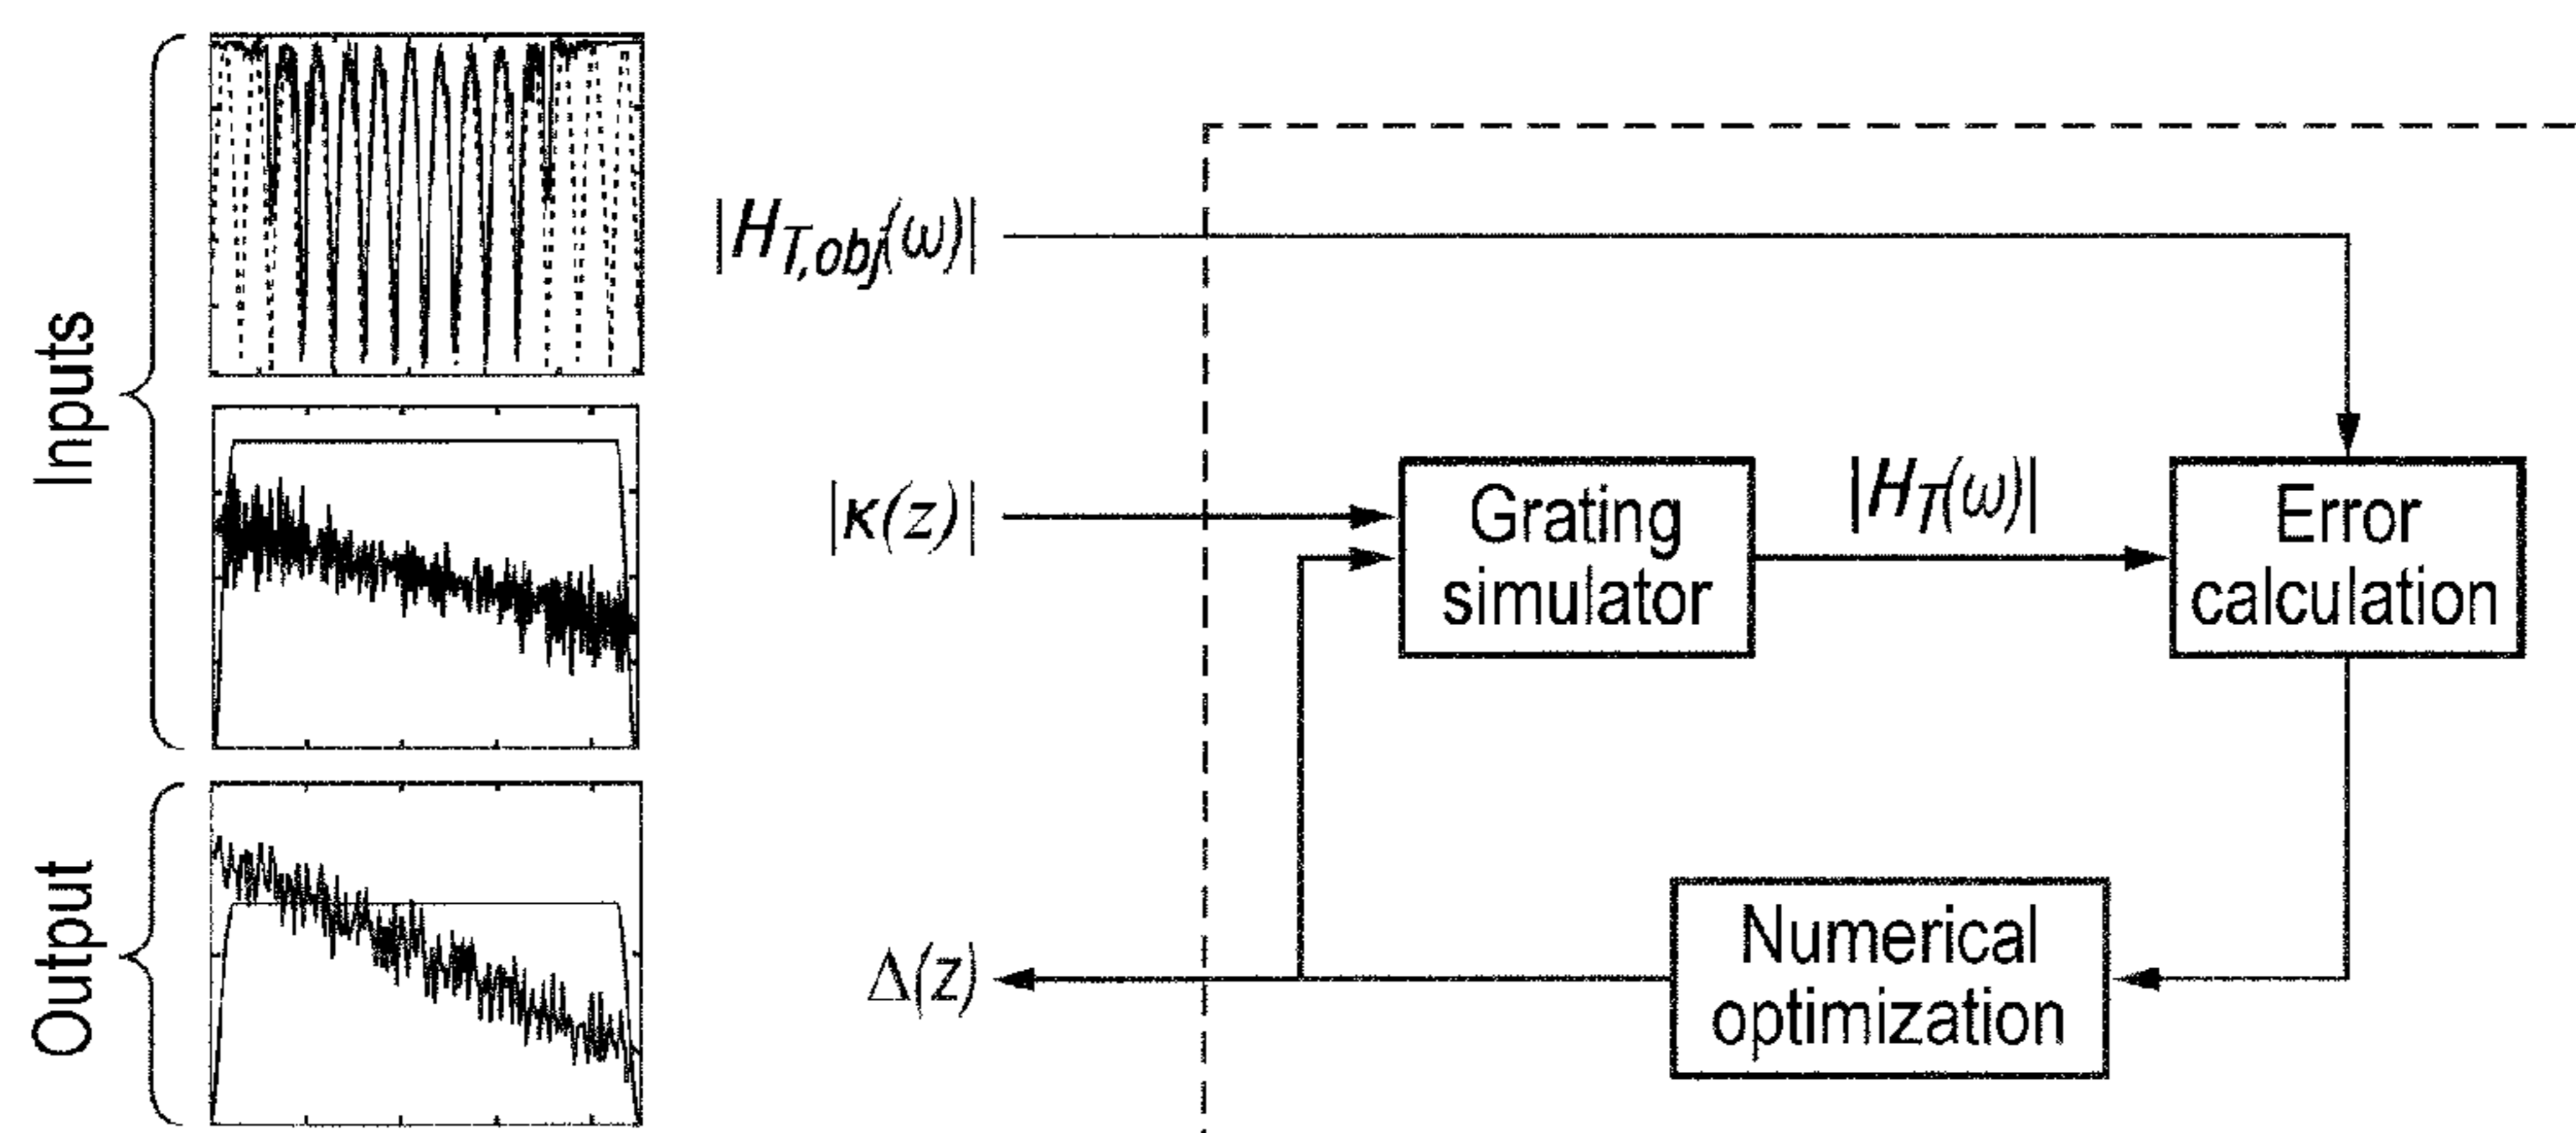 Inputs
Output
|H_{T,obj}(ω)|
|κ(z)|
Δ(z)
Grating
simulator
|H_T(ω)|
Error
calculation
Numerical
optimization